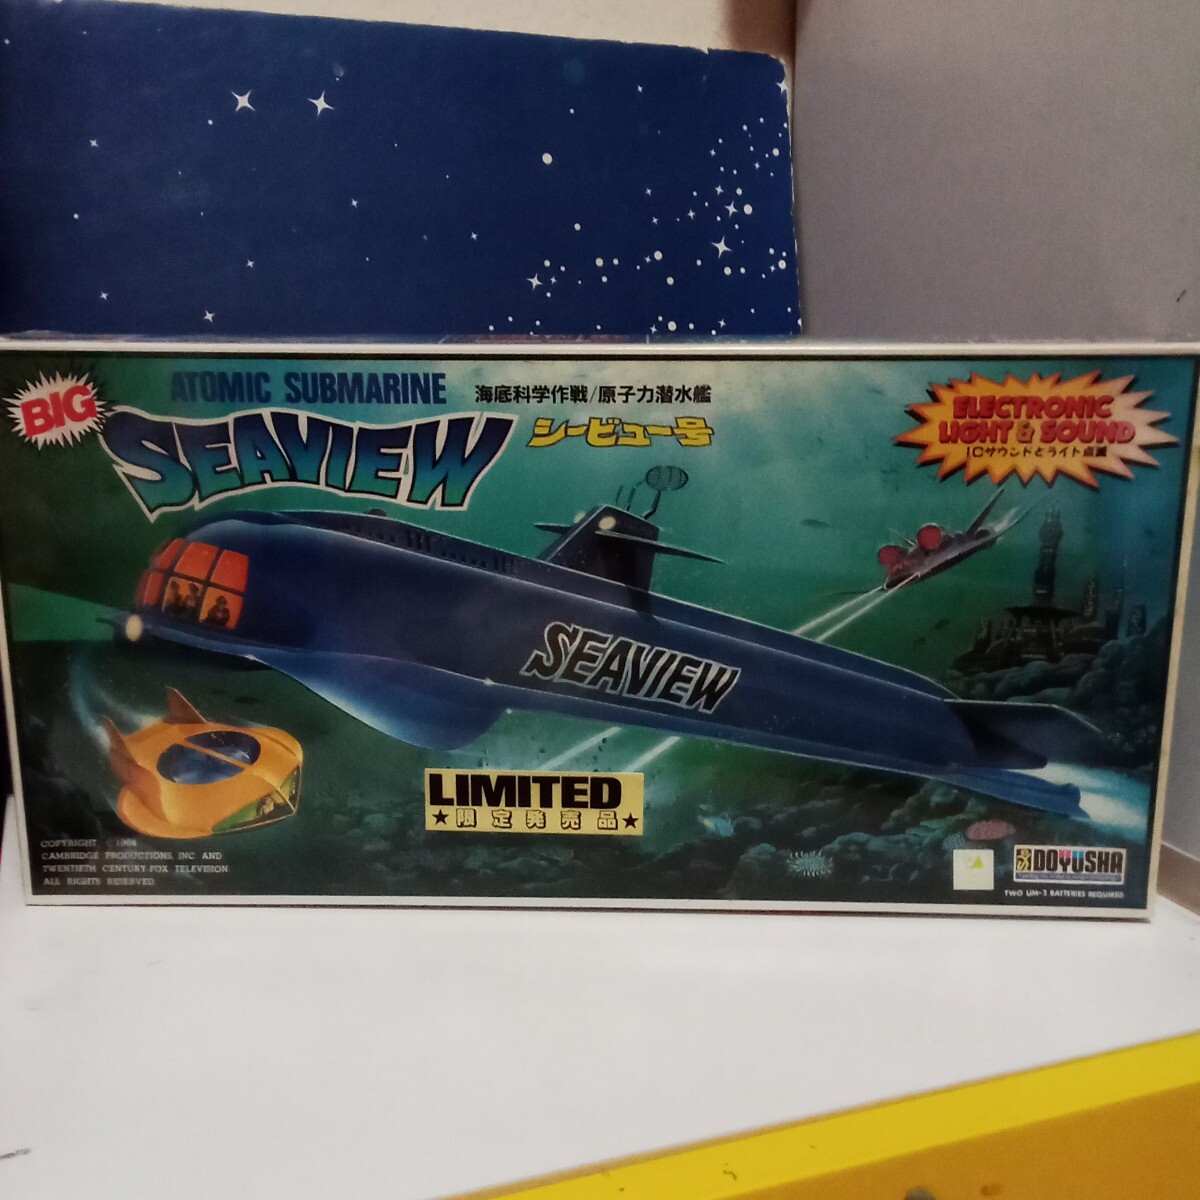 BIG
ATOMIC SUBMARINE
SEAVIEW
海底科学作戦/原子力潜水艦
シービュー号
ELECTRONIC
LIGHT & SOUND
ICサウンドとライト点滅
SEAVIEW
LIMITED
★限定発売品★
COPYRIGHT © 1964
CAMBRIDGE PRODUCTIONS, INC AND
TWENTIETH CENTURY-FOX TELEVISION
ALL RIGHTS RESERVED
DOYUSHA
TWO UM-3 BATTERIES REQUIRED